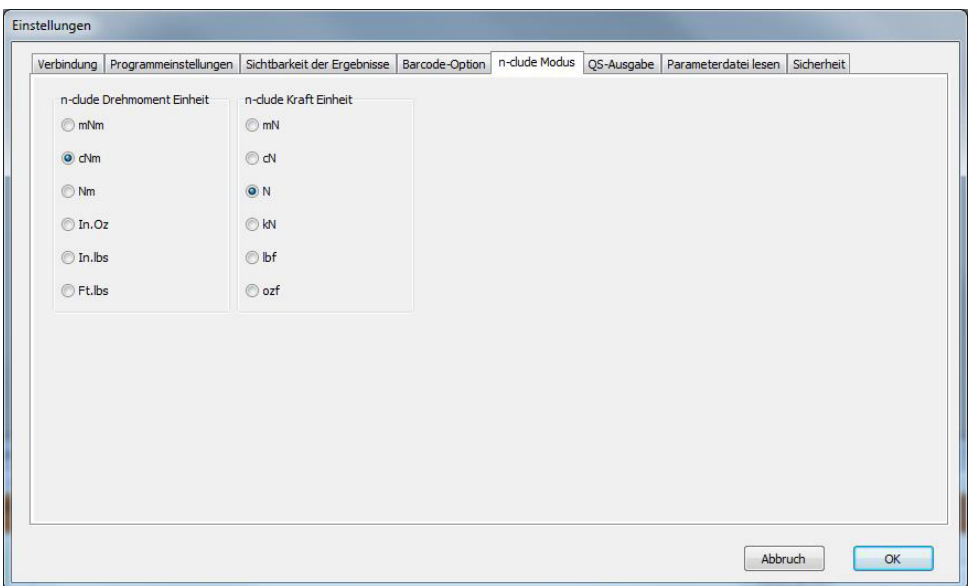 Einstellungen
Verbindung Programmeinstellungen Sichtbarkeit der Ergebnisse Barcode-Option n-clude Modus QS-Ausgabe Parameterdatei lesen Sicherheit
n-clude Drehmoment Einheit n-clude Kraft Einheit
mNm mN
cNm cN
Nm N
In.Oz kN
In.lbs lbf
Ft.lbs ozf
Abbruch OK